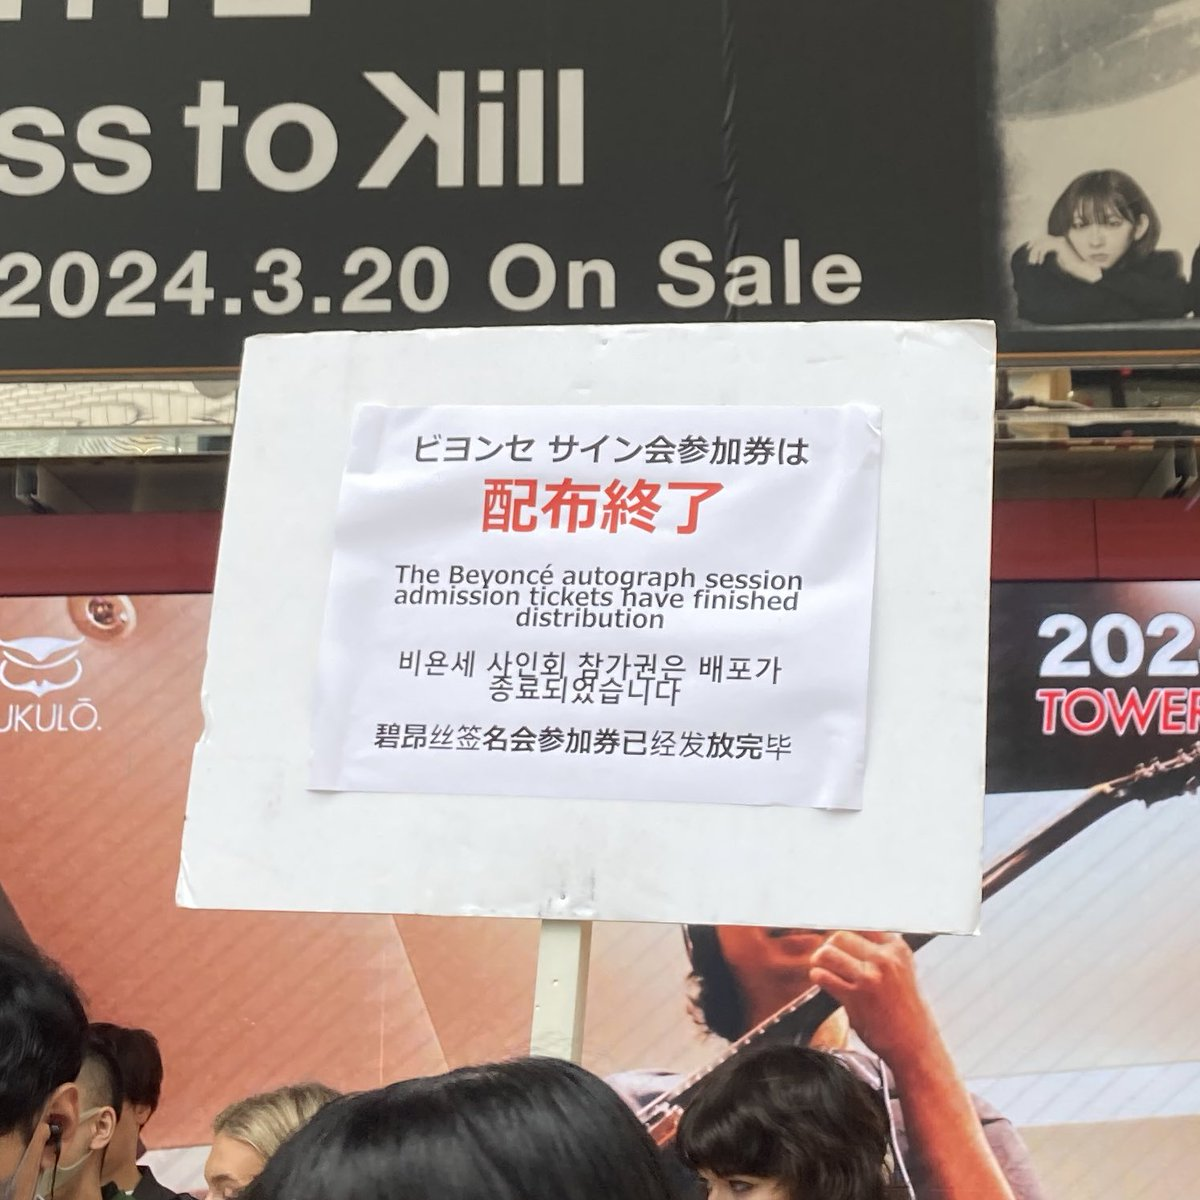 ss to Kill
2024.3.20 On Sale
ビヨンセ サイン会参加券は
配布終了
The Beyoncé autograph session
admission tickets have finished
distribution
비욘세 사인회 참가권은 배포가
종료되었습니다
碧昂丝签名会参加券已经发放完毕
UKULŌ.
202
TOWER